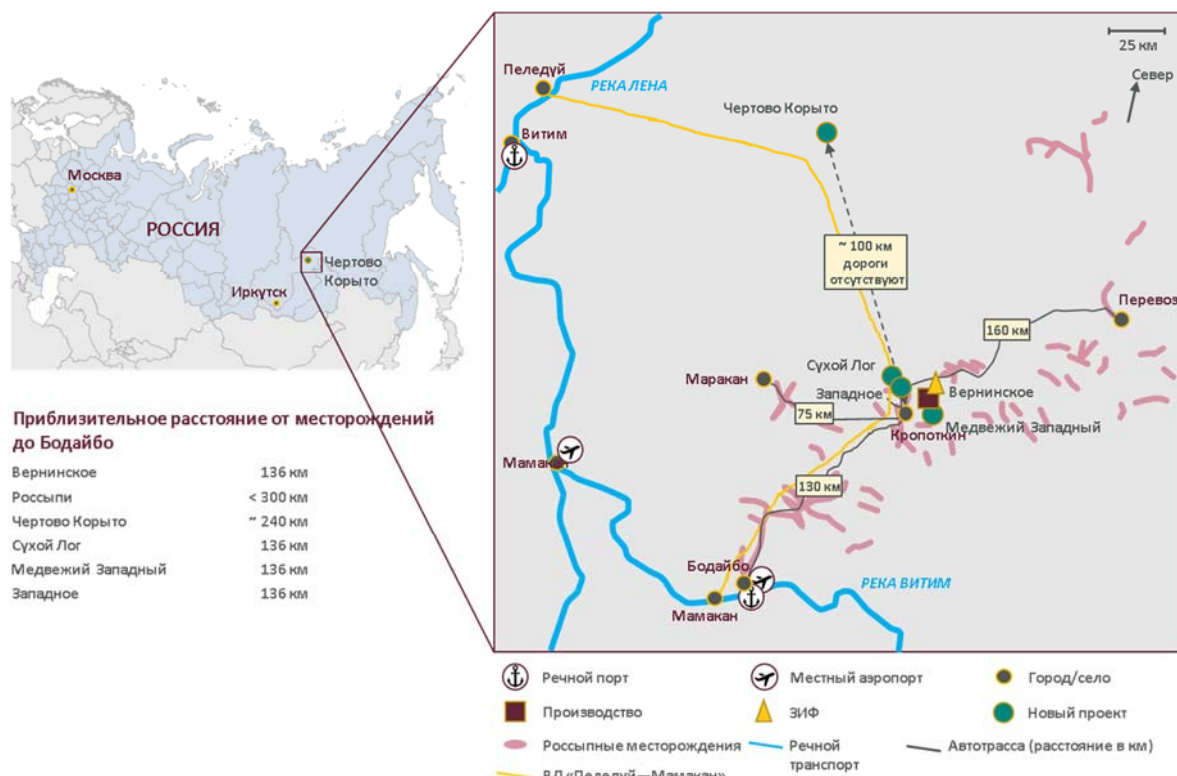 Москва
РОССИЯ
Иркутск
Чертово
Корыто
Приблизительное расстояние от месторождений
до Бодайбо
Вернинское 136 км
Россыпи < 300 км
Чертово Корыто ~ 240 км
Сухой Лог 136 км
Медвежий Западный 136 км
Западное 136 км
25 км
Север
Пеледуй
РЕКА ЛЕНА
Витим
Чертово Корыто
~ 100 км
дороги
отсутствуют
Перевоз
160 км
Сухой Лог
Маракан
Западное
Вернинское
75 км
Медвежий Западный
Кропоткин
Мамакан
130 км
Бодайбо
РЕКА ВИТИМ
Мамакан
Речной порт
Местный аэропорт
Город/село
Производство
ЗИФ
Новый проект
Россыпные месторождения
Речной
транспорт
Автотрасса (расстояние в км)
ВЛ «Пеледуй—Мамакан»